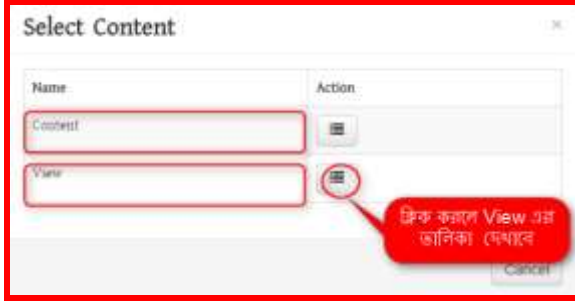 Select Content
×
Name Action
Content
View
ক্লিক করলে View এর
তালিকা দেখাবে
Cancel